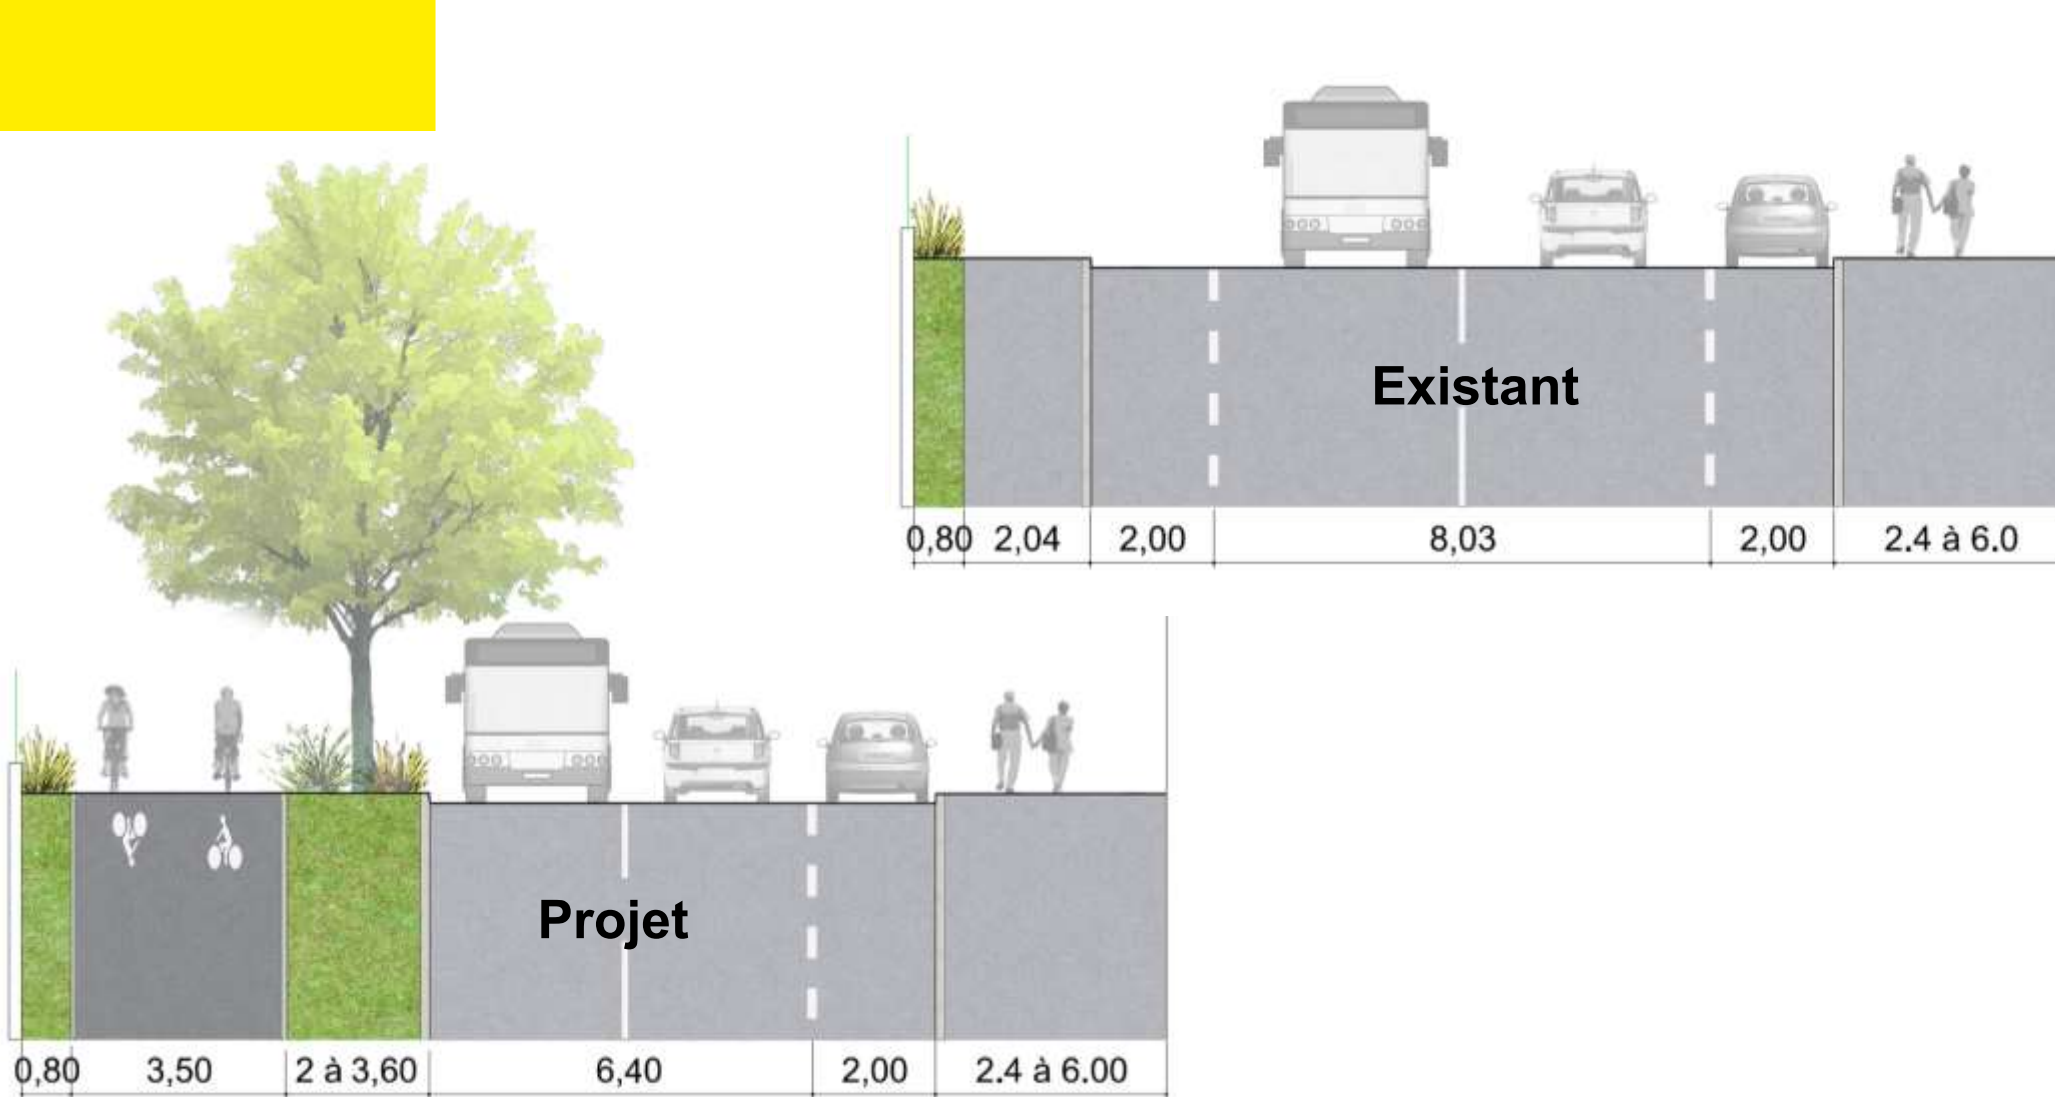 Existant
0,80 2,04 2,00 8,03 2,00 2.4 à 6.0
Projet
0,80 3,50 2 à 3,60 6,40 2,00 2.4 à 6.00